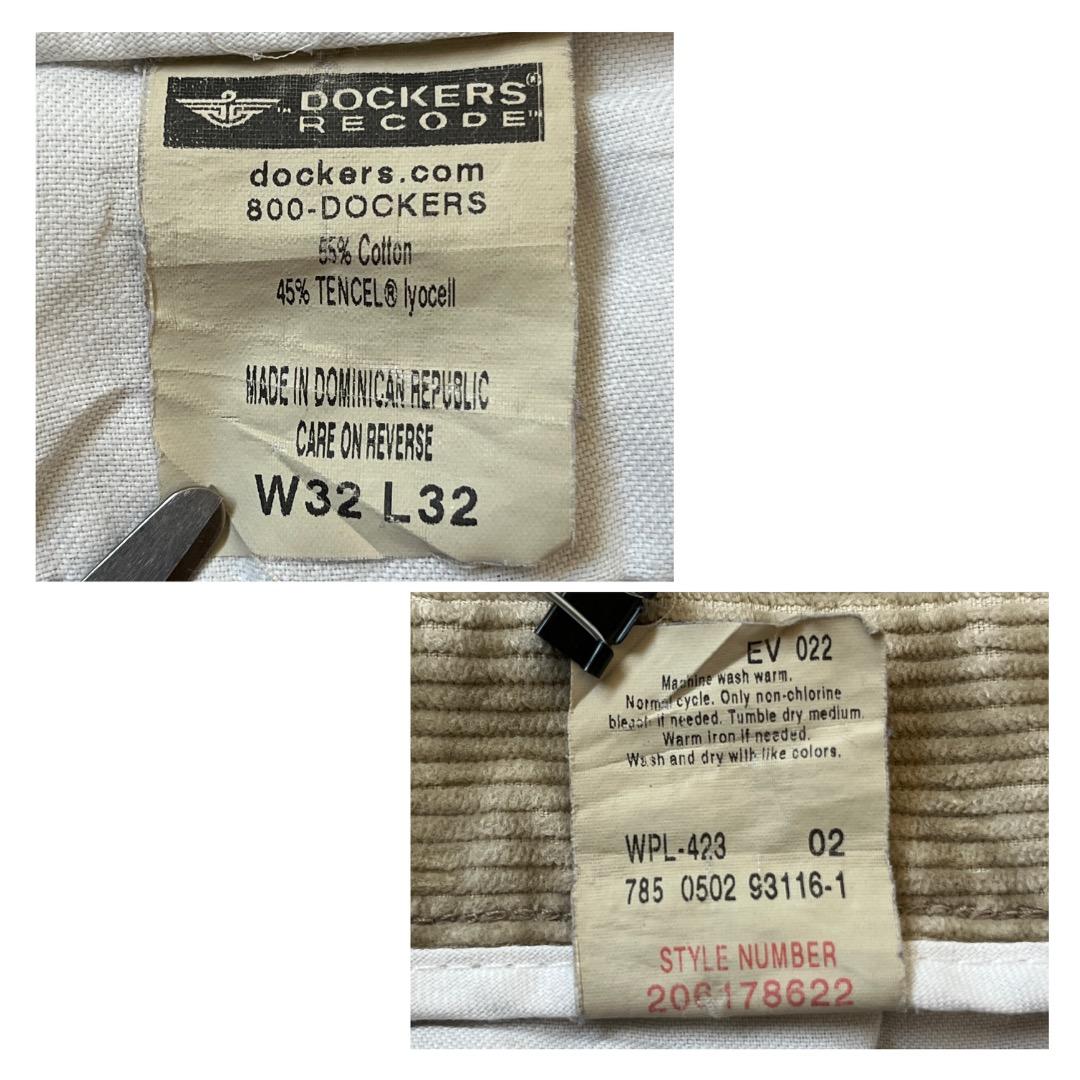 DOCKERS®
RECODE™
dockers.com
800-DOCKERS
55% Cotton
45% TENCEL® lyocell
MADE IN DOMINICAN REPUBLIC
CARE ON REVERSE
W32 L32
EV 022
Machine wash warm.
Normal cycle. Only non-chlorine
bleach if needed. Tumble dry medium.
Warm iron if needed.
Wash and dry with like colors.
WPL-423 02
785 0502 93116-1
STYLE NUMBER
206178622